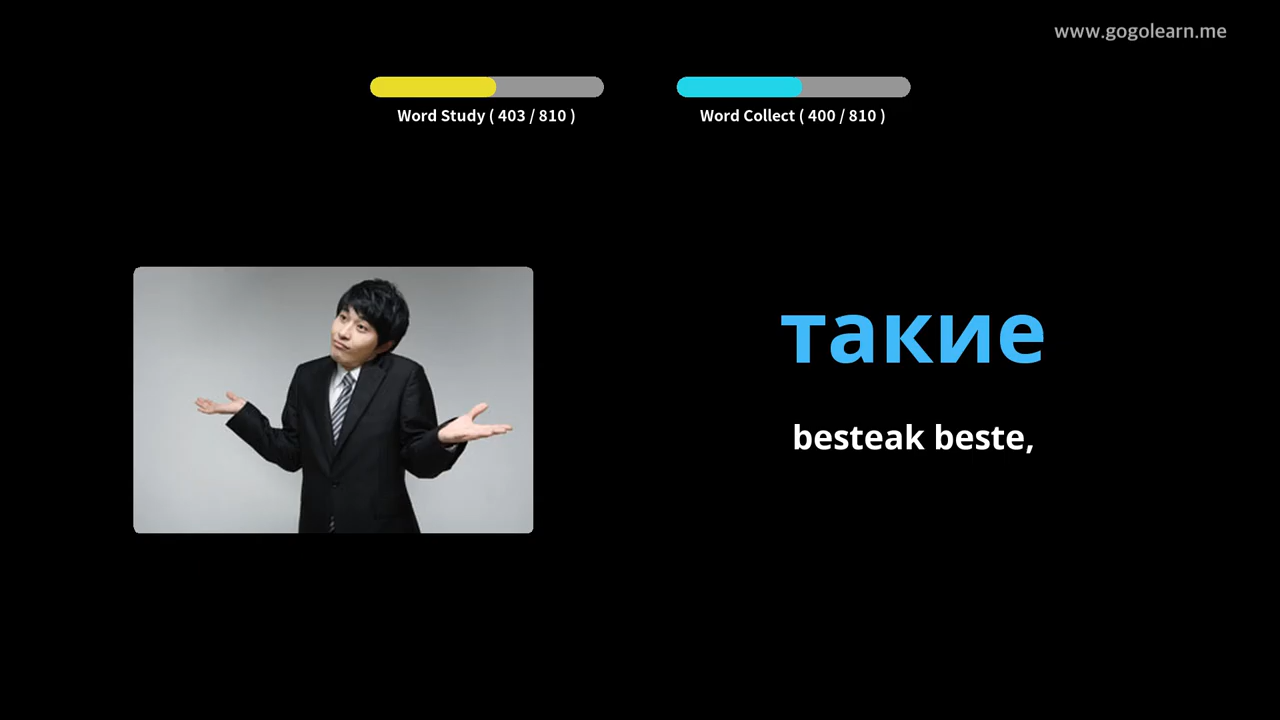 www.gogolearn.me
Word Study ( 403 / 810 )
Word Collect ( 400 / 810 )
такие
besteak beste,